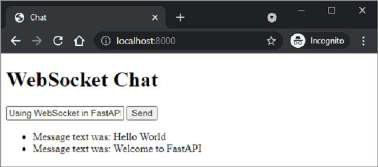 Chat
localhost:8000
Incognito
WebSocket Chat
Using WebSocket in FastAP
Send
Message text was: Hello World
Message text was: Welcome to FastAPI